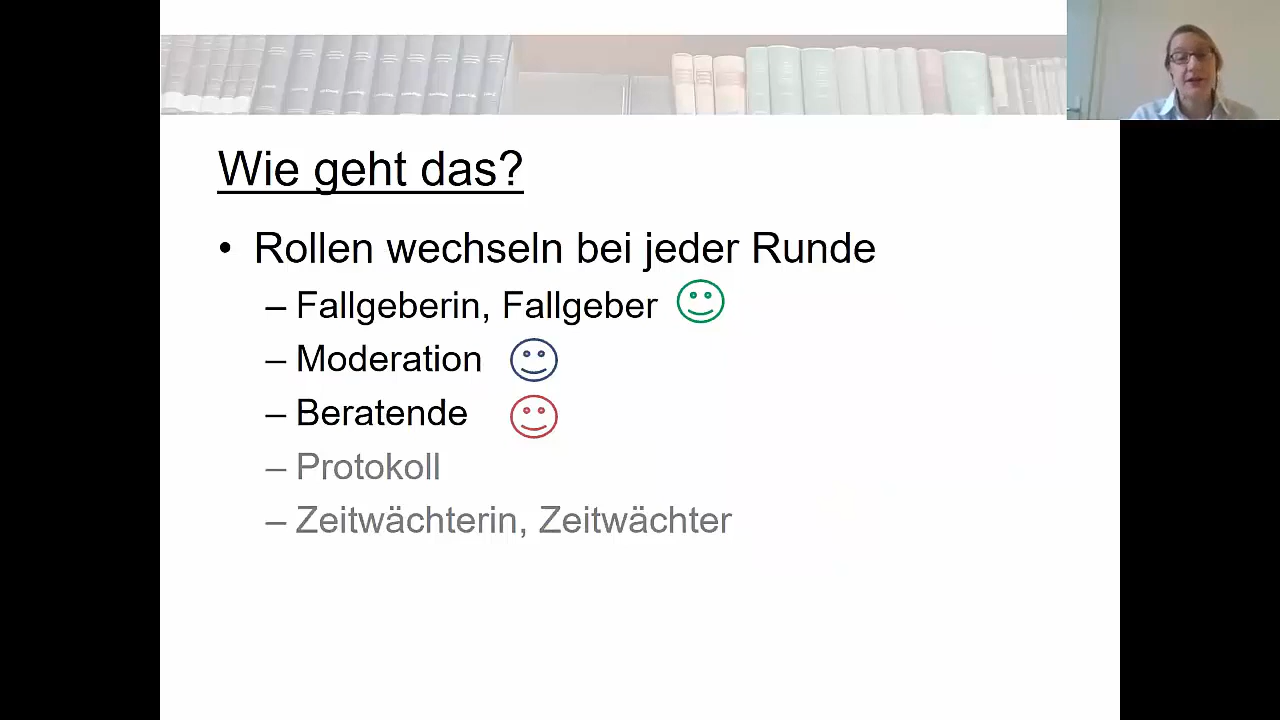 Wie geht das?
• Rollen wechseln bei jeder Runde
– Fallgeberin, Fallgeber
– Moderation
– Beratende
– Protokoll
– Zeitwächterin, Zeitwächter